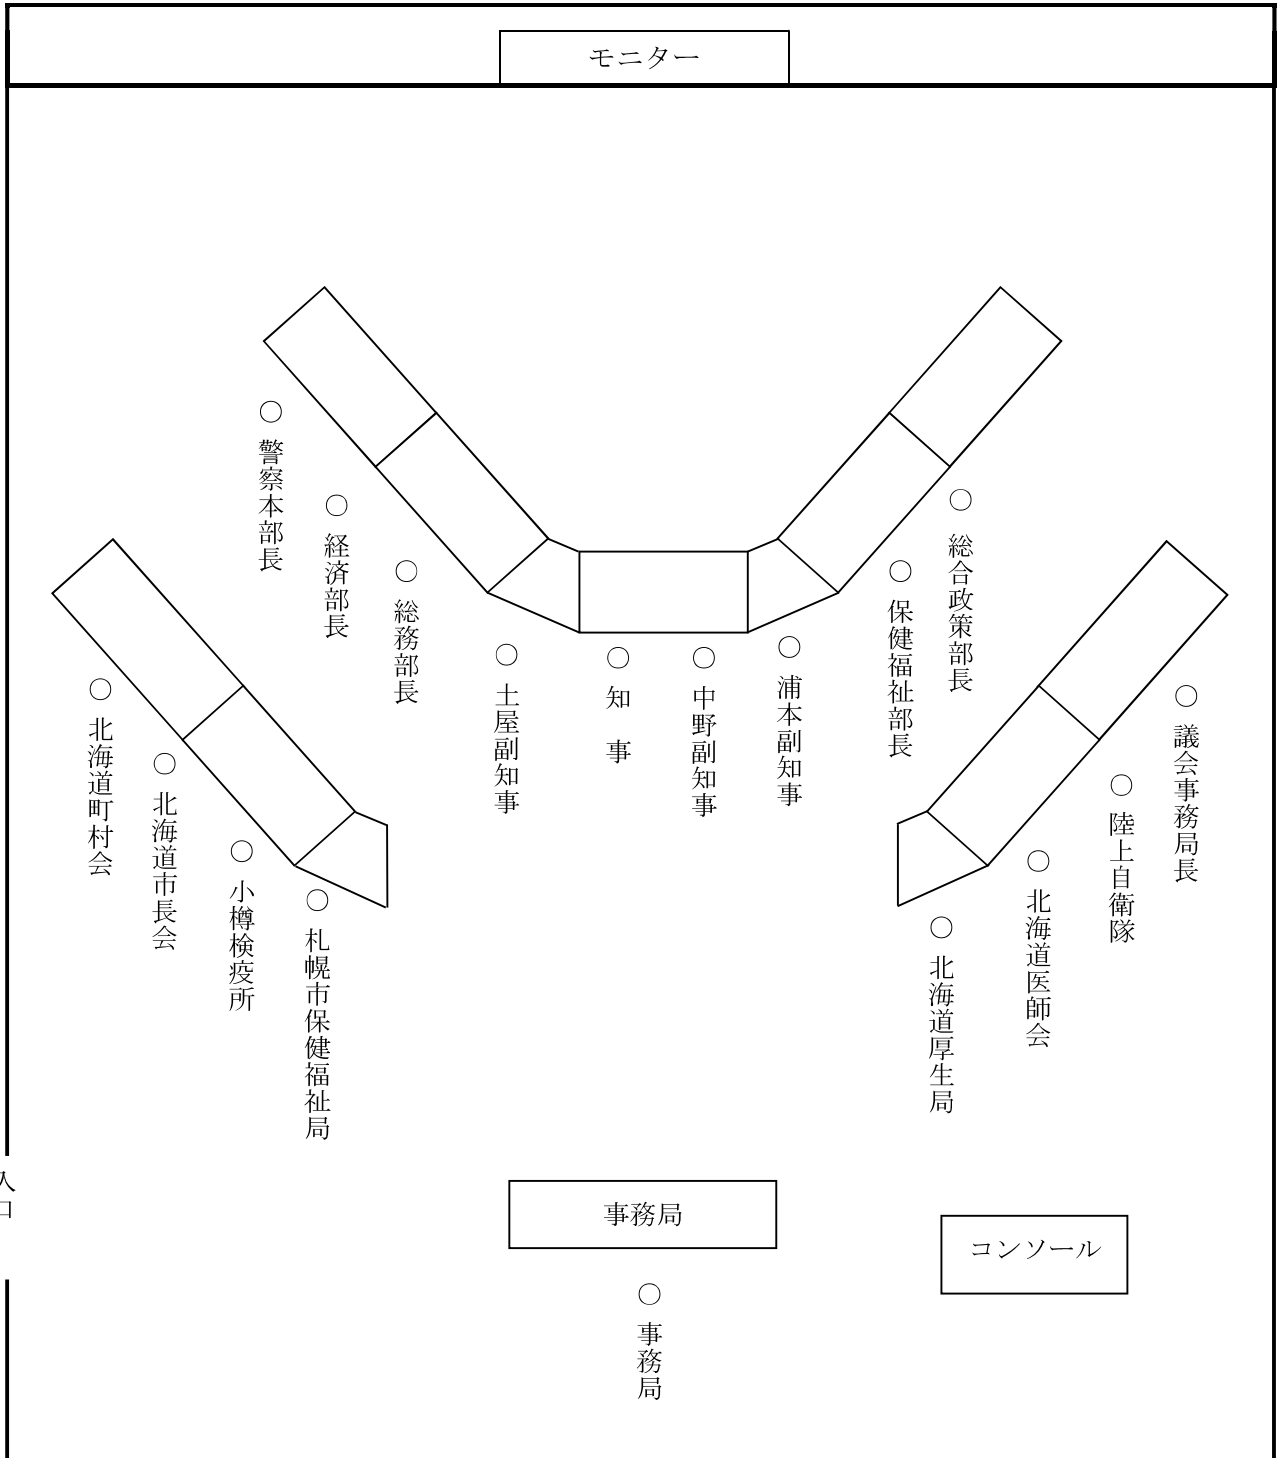 モニター
○ 警察本部長
○ 経済部長
○ 総務部長
○ 土屋副知事
○ 知　事
○ 中野副知事
○ 浦本副知事
○ 保健福祉部長
○ 総合政策部長
○ 北海道町村会
○ 北海道市長会
○ 小樽検疫所
○ 札幌市保健福祉局
○ 北海道厚生局
○ 北海道医師会
○ 陸上自衛隊
○ 議会事務局長
入口
事務局
コンソール
○ 事務局